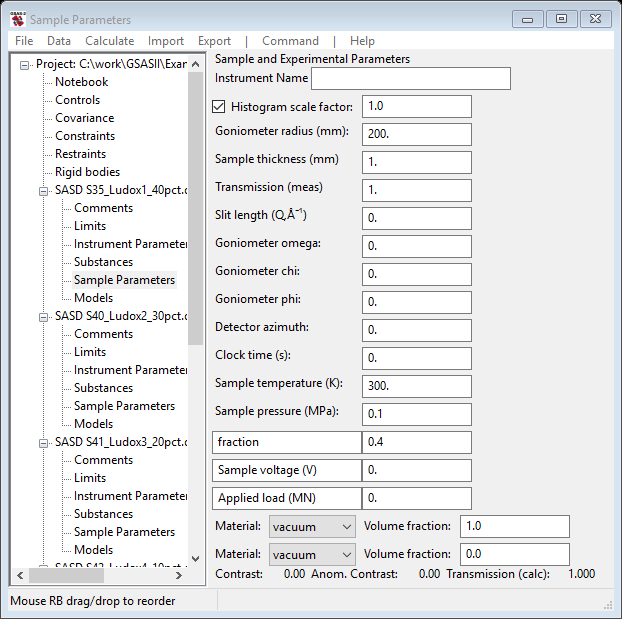 Sample Parameters
File Data Calculate Import Export | Command | Help
Project: C:\work\GSASII\Exar
Notebook
Controls
Covariance
Constraints
Restraints
Rigid bodies
SASD S35_Ludox1_40pct.c
Comments
Limits
Instrument Parameter
Substances
Sample Parameters
Models
SASD S40_Ludox2_30pct.c
Comments
Limits
Instrument Parameter
Substances
Sample Parameters
Models
SASD S41_Ludox3_20pct.c
Comments
Limits
Instrument Parameter
Substances
Sample Parameters
Models
Sample and Experimental Parameters
Instrument Name
Histogram scale factor: 1.0
Goniometer radius (mm): 200.
Sample thickness (mm) 1.
Transmission (meas) 1.
Slit length (Q,Å⁻¹) 0.
Goniometer omega: 0.
Goniometer chi: 0.
Goniometer phi: 0.
Detector azimuth: 0.
Clock time (s): 0.
Sample temperature (K): 300.
Sample pressure (MPa): 0.1
fraction 0.4
Sample voltage (V) 0.
Applied load (MN) 0.
Material: vacuum Volume fraction: 1.0
Material: vacuum Volume fraction: 0.0
Contrast: 0.00 Anom. Contrast: 0.00 Transmission (calc): 1.000
Mouse RB drag/drop to reorder